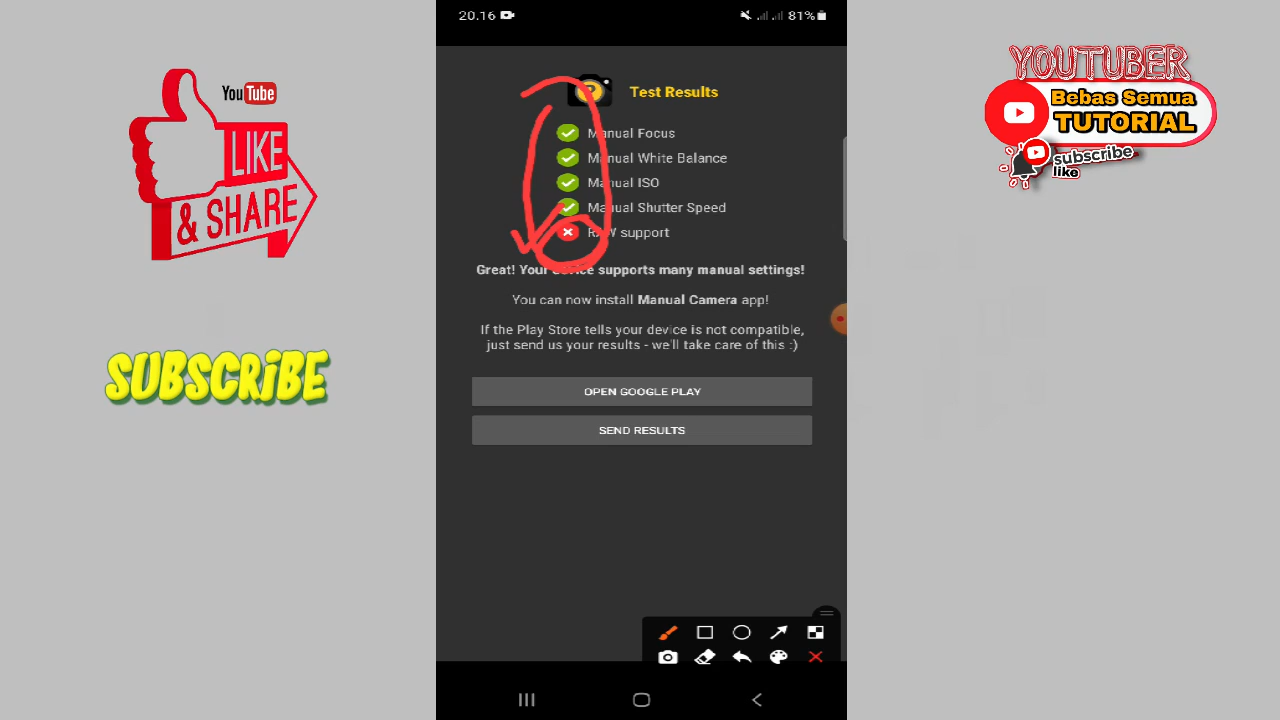 20.16
81%
You Tube
LIKE
& SHARE
SUBSCRiBE
Test Results
Manual Focus
Manual White Balance
Manual ISO
Manual Shutter Speed
RAW support
Great! Your device supports many manual settings!
You can now install Manual Camera app!
If the Play Store tells your device is not compatible,
just send us your results - we'll take care of this :)
OPEN GOOGLE PLAY
SEND RESULTS
YOUTUBER
Bebas Semua
TUTORIAL
subscribe
like